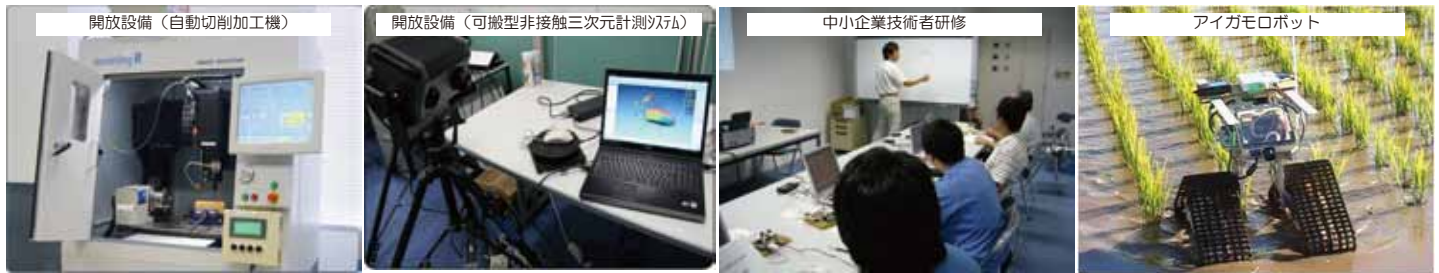 開放設備（自動切削加工機）
開放設備（可搬型非接触三次元計測ｼｽﾃﾑ）
中小企業技術者研修
アイガモロボット